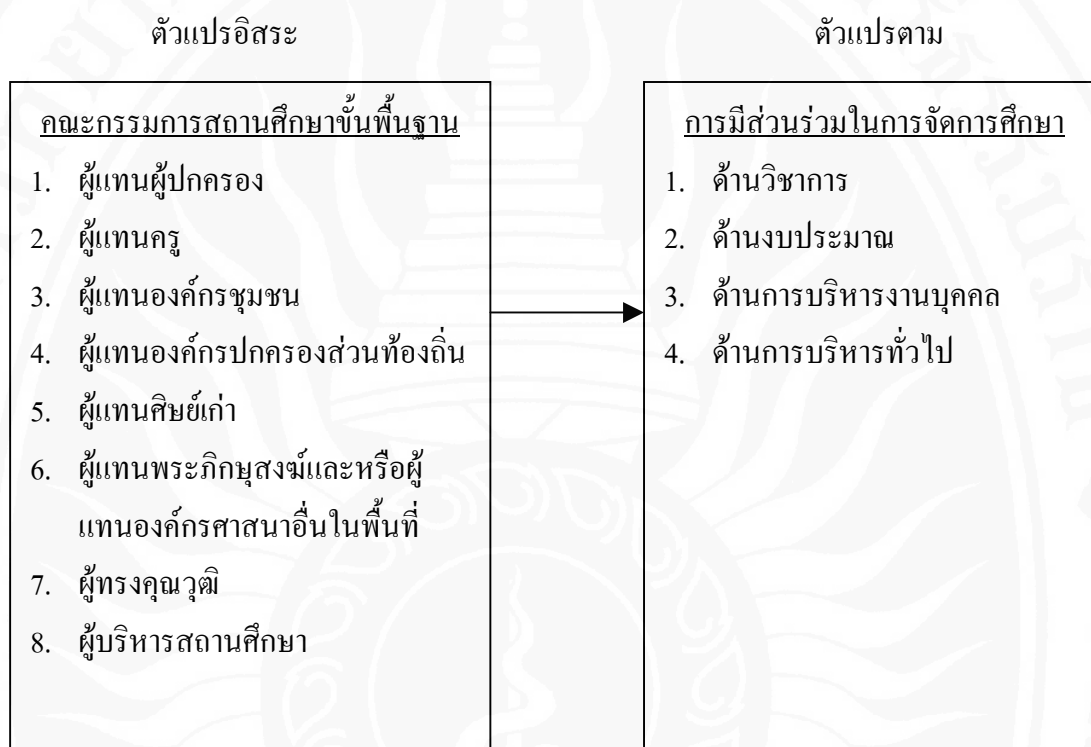 ตัวแปรอิสระ
คณะกรรมการสถานศึกษาขั้นพื้นฐาน
1. ผู้แทนผู้ปกครอง
2. ผู้แทนครู
3. ผู้แทนองค์กรชุมชน
4. ผู้แทนองค์กรปกครองส่วนท้องถิ่น
5. ผู้แทนศิษย์เก่า
6. ผู้แทนพระภิกษุสงฆ์และหรือผู้
แทนองค์กรศาสนาอื่นในพื้นที่
7. ผู้ทรงคุณวุฒิ
8. ผู้บริหารสถานศึกษา
ตัวแปรตาม
การมีส่วนร่วมในการจัดการศึกษา
1. ด้านวิชาการ
2. ด้านงบประมาณ
3. ด้านการบริหารงานบุคคล
4. ด้านการบริหารทั่วไป